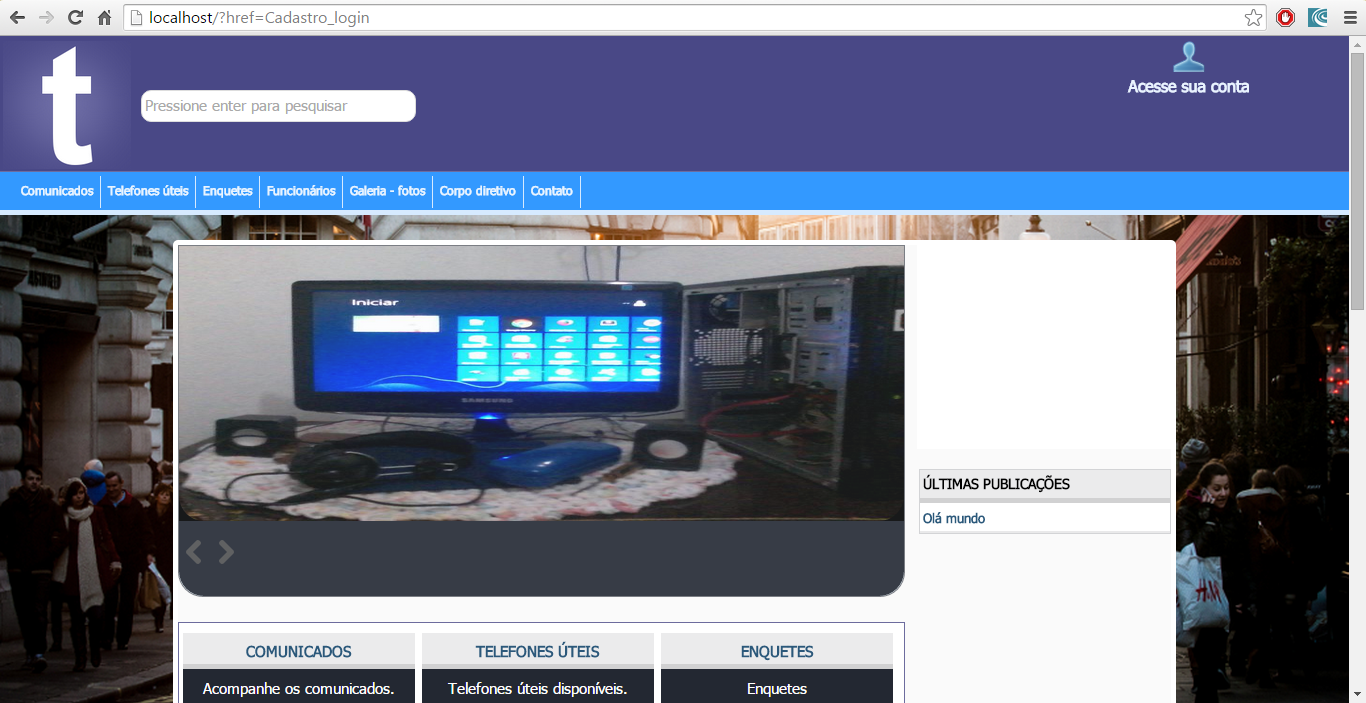 localhost/?href=Cadastro_login
t
Pressione enter para pesquisar
Acesse sua conta
Comunicados
Telefones úteis
Enquetes
Funcionários
Galeria - fotos
Corpo diretivo
Contato
Iniciar
SAMSUNG
ÚLTIMAS PUBLICAÇÕES
Olá mundo
H&M
COMUNICADOS
TELEFONES ÚTEIS
ENQUETES
Acompanhe os comunicados.
Telefones úteis disponíveis.
Enquetes